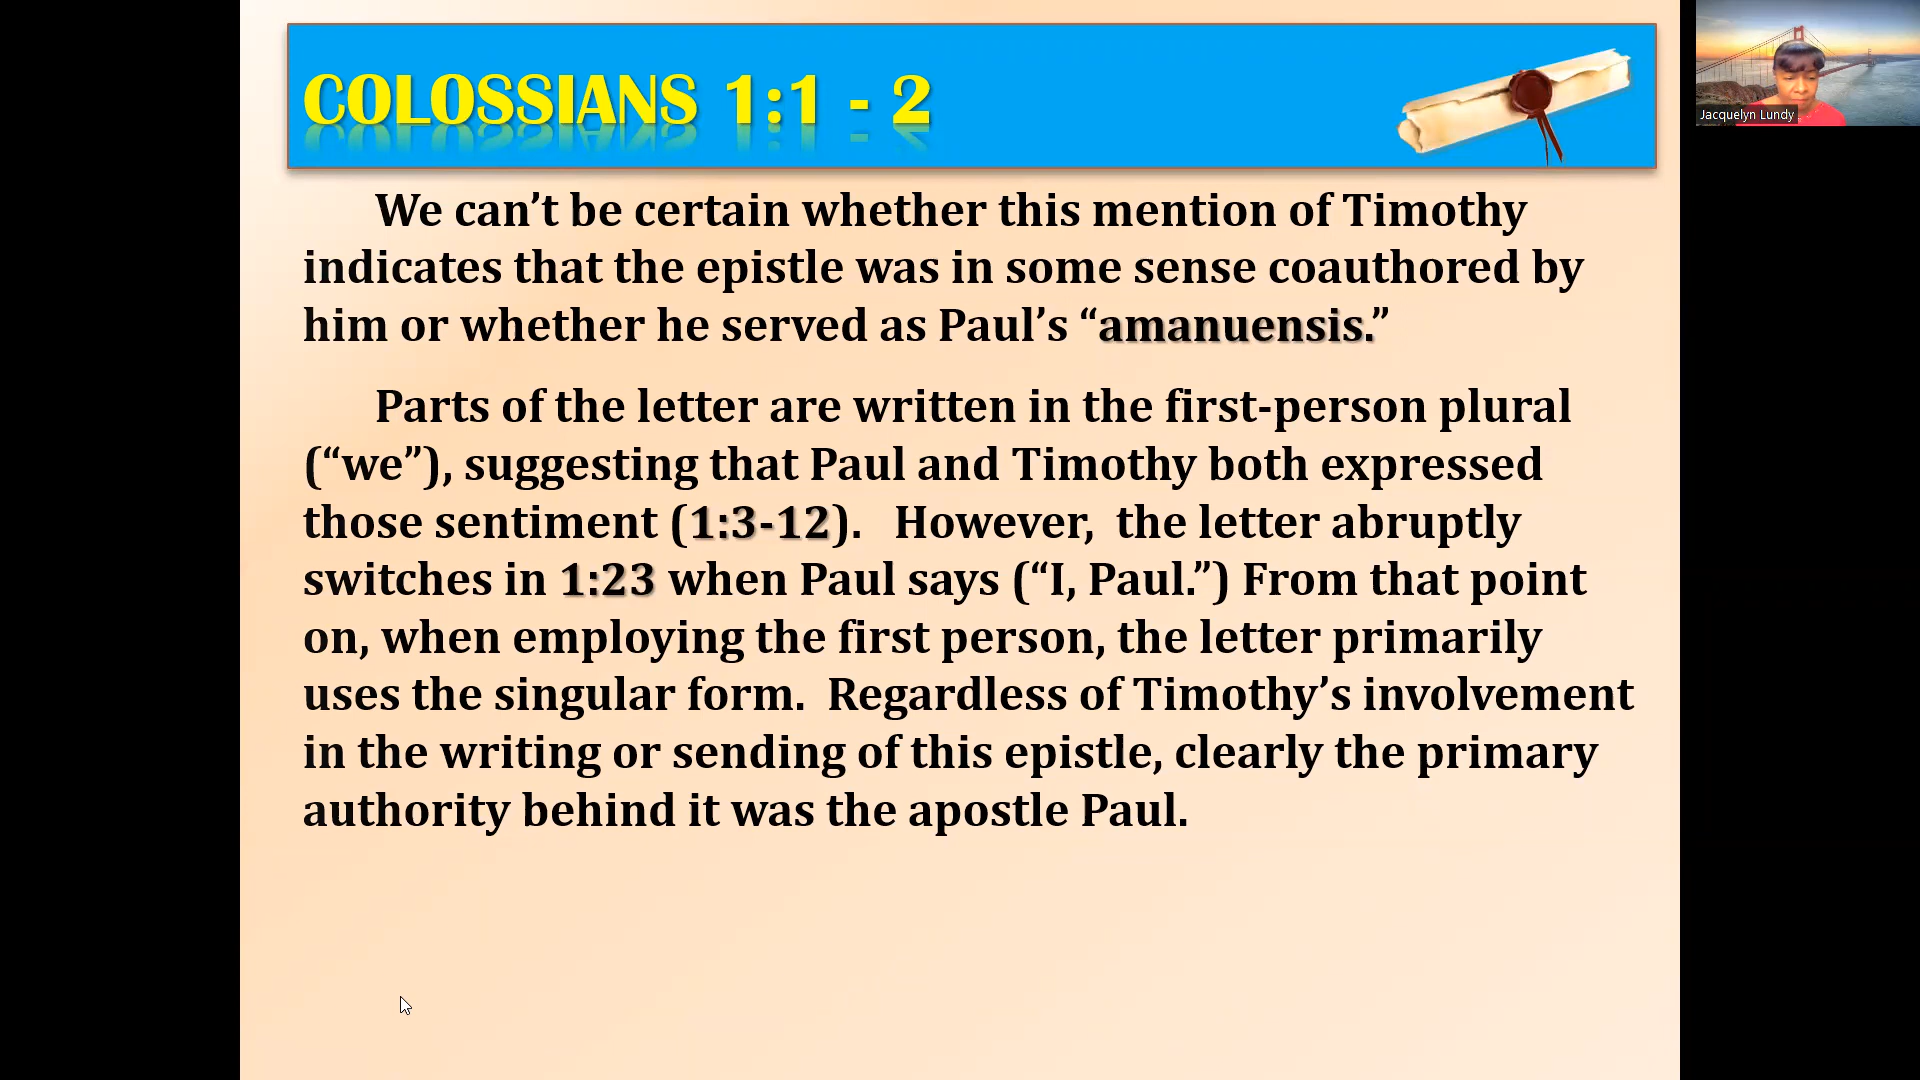 COLOSSIANS 1:1 - 2
Jacquelyn Lundy
We can’t be certain whether this mention of Timothy
indicates that the epistle was in some sense coauthored by
him or whether he served as Paul’s “amanuensis.”
Parts of the letter are written in the first-person plural
(“we”), suggesting that Paul and Timothy both expressed
those sentiment (1:3-12).   However,  the letter abruptly
switches in 1:23 when Paul says (“I, Paul.”) From that point
on, when employing the first person, the letter primarily
uses the singular form.  Regardless of Timothy’s involvement
in the writing or sending of this epistle, clearly the primary
authority behind it was the apostle Paul.